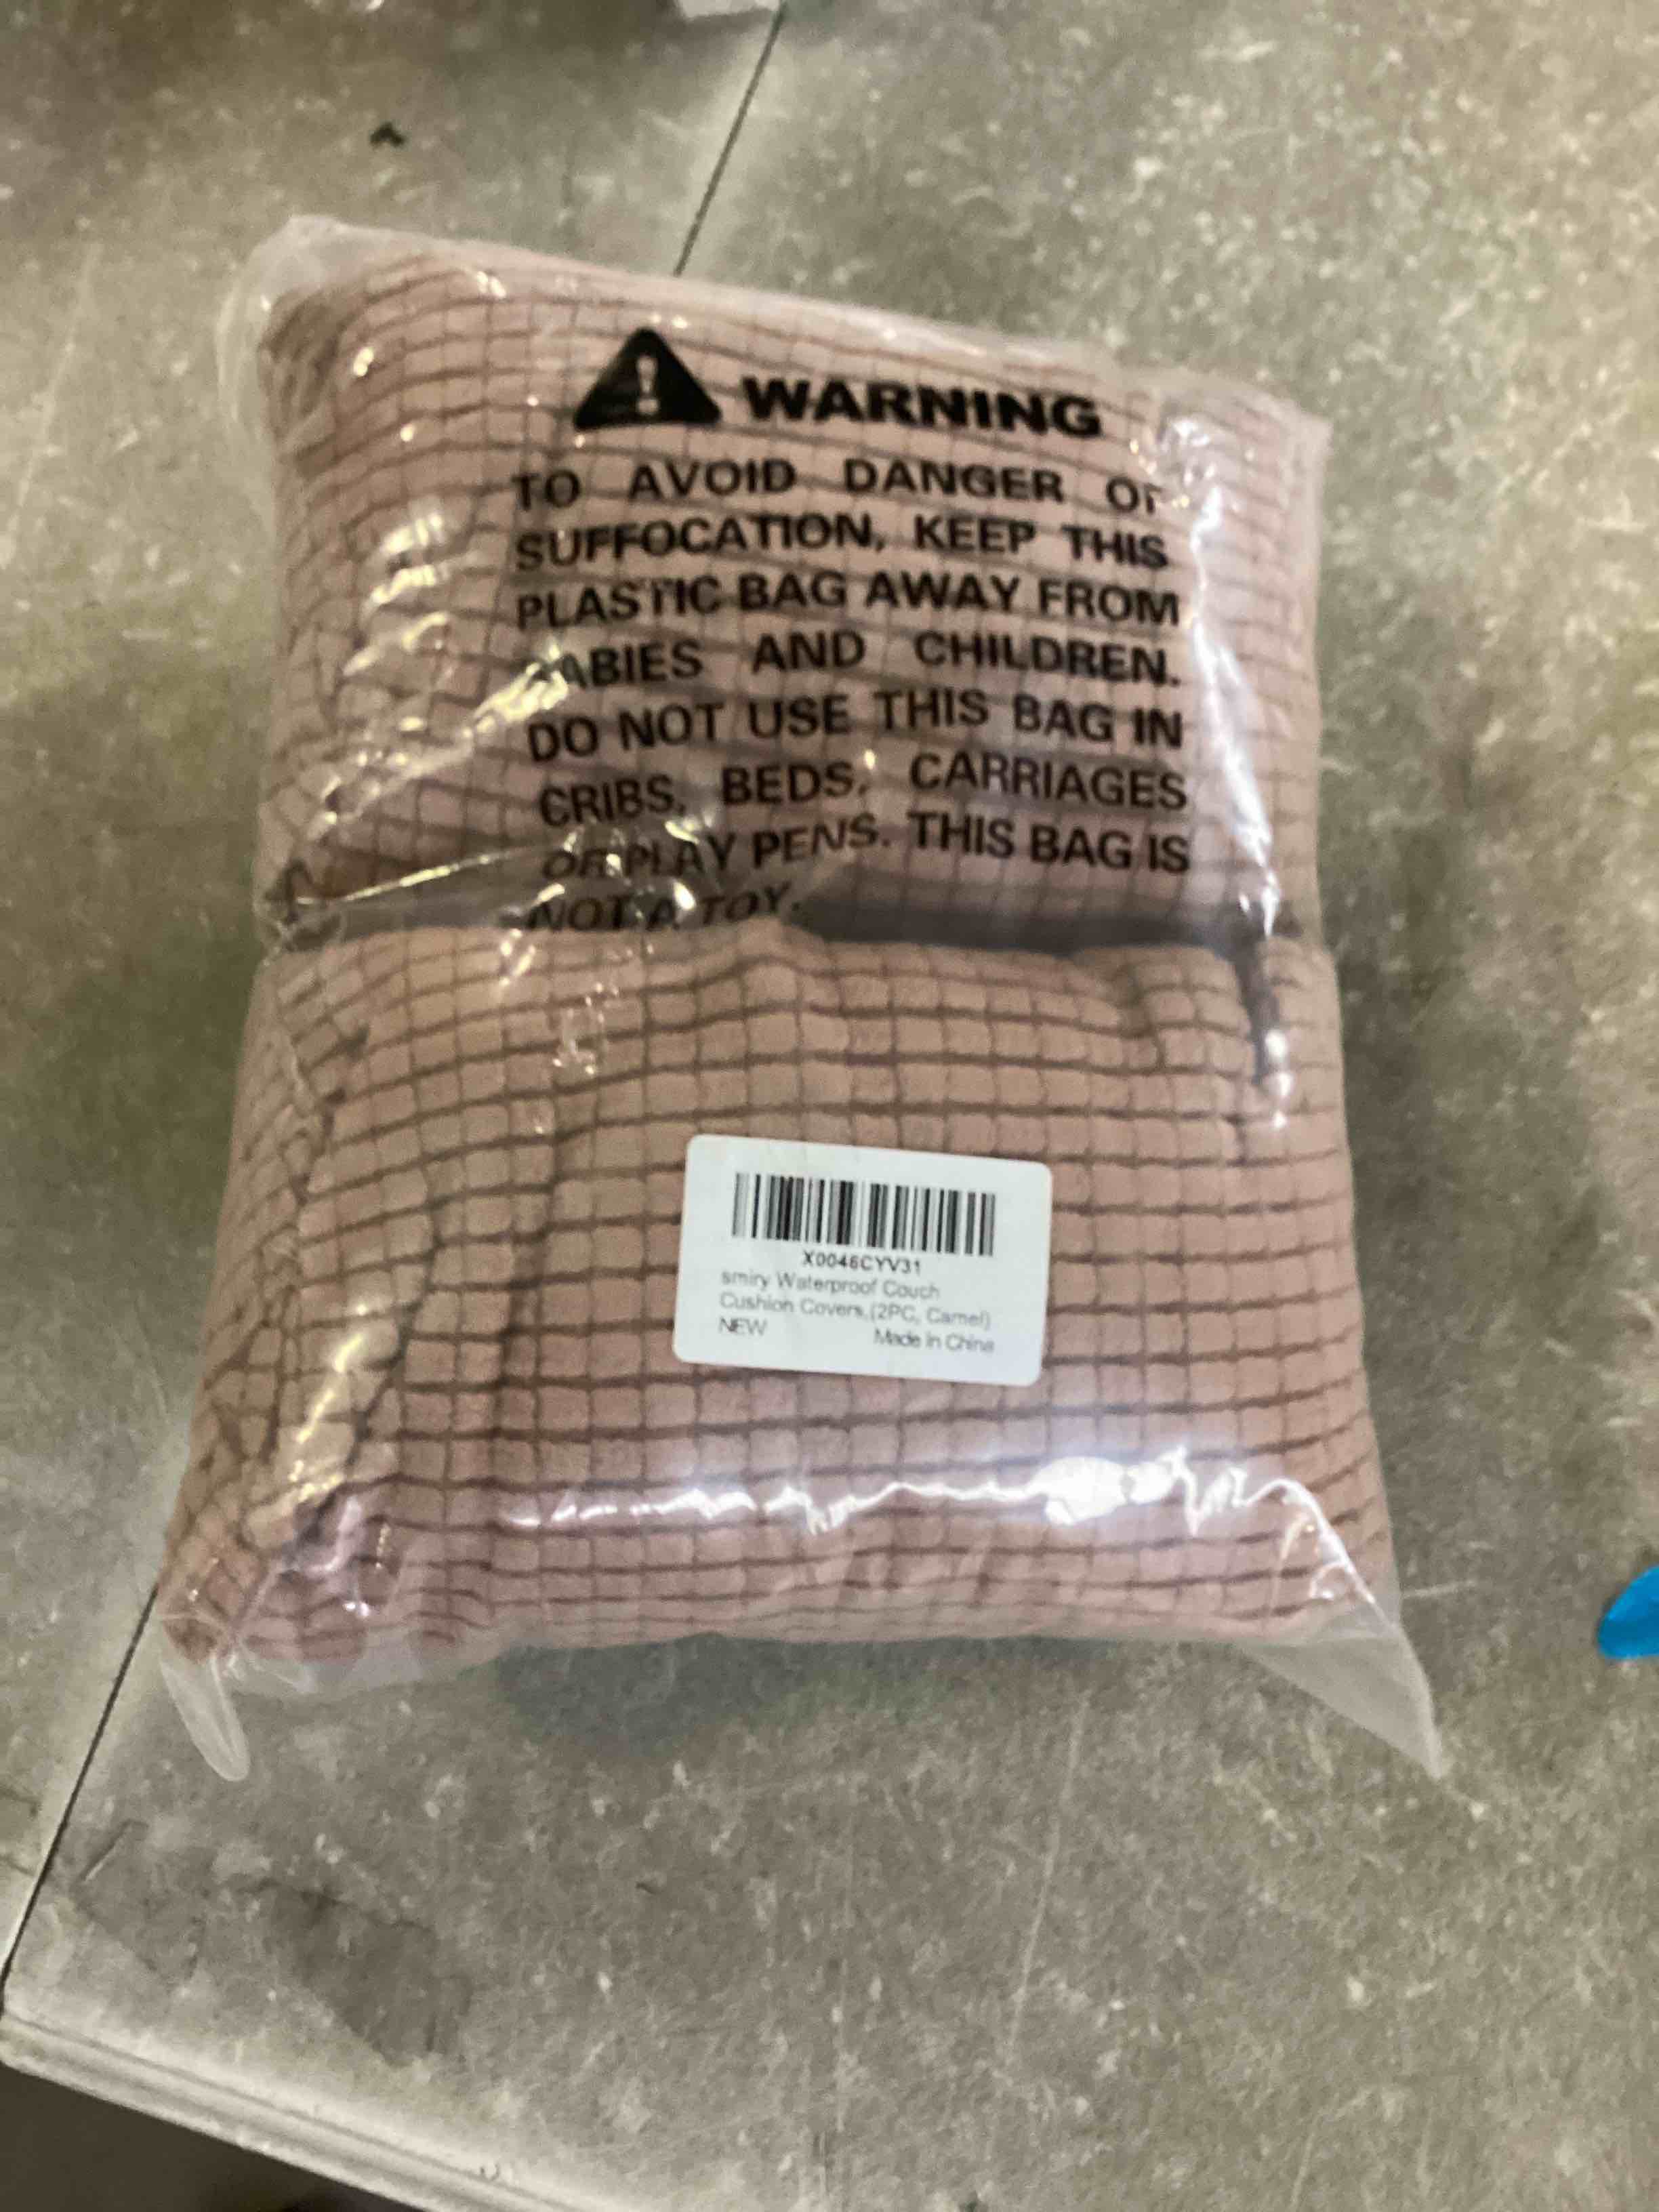 WARNING
TO AVOID DANGER OF
SUFFOCATION, KEEP THIS
PLASTIC BAG AWAY FROM
BABIES AND CHILDREN.
DO NOT USE THIS BAG IN
CRIBS, BEDS, CARRIAGES
OR PLAY PENS. THIS BAG IS
NOT A TOY.
X0046CYV31
smiry Waterproof Couch
Cushion Covers,(2PC, Camel)
NEW Made In China